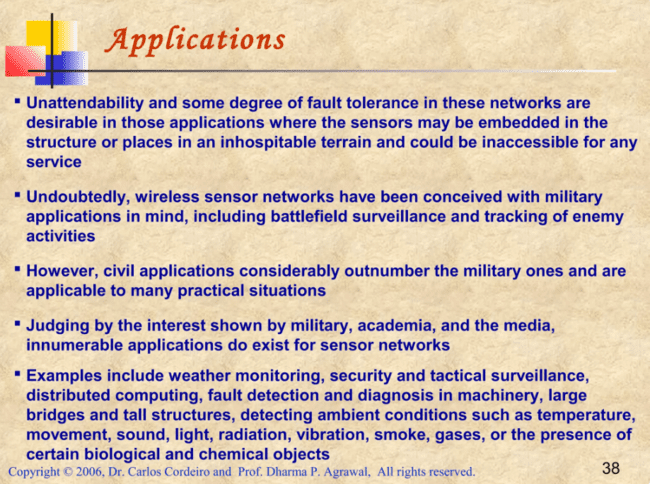 Applications
▪ Unattendability and some degree of fault tolerance in these networks are
desirable in those applications where the sensors may be embedded in the
structure or places in an inhospitable terrain and could be inaccessible for any
service
▪ Undoubtedly, wireless sensor networks have been conceived with military
applications in mind, including battlefield surveillance and tracking of enemy
activities
▪ However, civil applications considerably outnumber the military ones and are
applicable to many practical situations
▪ Judging by the interest shown by military, academia, and the media,
innumerable applications do exist for sensor networks
▪ Examples include weather monitoring, security and tactical surveillance,
distributed computing, fault detection and diagnosis in machinery, large
bridges and tall structures, detecting ambient conditions such as temperature,
movement, sound, light, radiation, vibration, smoke, gases, or the presence of
certain biological and chemical objects
Copyright © 2006, Dr. Carlos Cordeiro and Prof. Dharma P. Agrawal, All rights reserved.
38